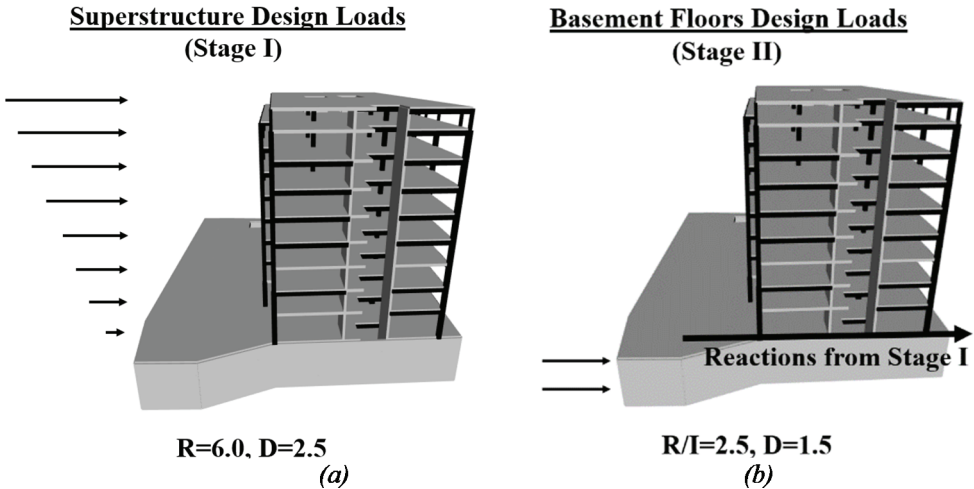 Superstructure Design Loads
(Stage I)
Basement Floors Design Loads
(Stage II)
Reactions from Stage I
R=6.0, D=2.5
(a)
R/I=2.5, D=1.5
(b)